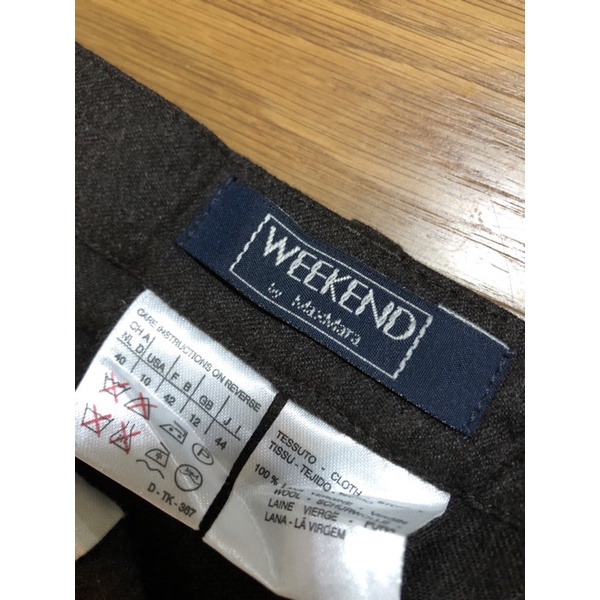 WEEKEND
by MaxMara
CARE INSTRUCTIONS ON REVERSE
CH A
NL D USA F B GB J I
40 10 42 12 44
P
D-TK-367
TESSUTO - CLOTH
TISSU - TEJIDO
100%
WOOL - SCHURWOLLE
LAINE VIERGE
LANA - LÃ VIRGEM